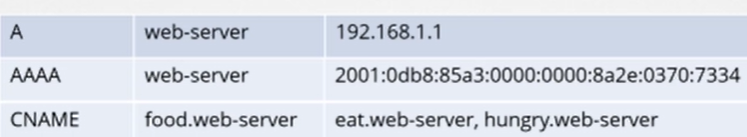 A web-server 192.168.1.1
AAAA web-server 2001:0db8:85a3:0000:0000:8a2e:0370:7334
CNAME food.web-server eat.web-server, hungry.web-server